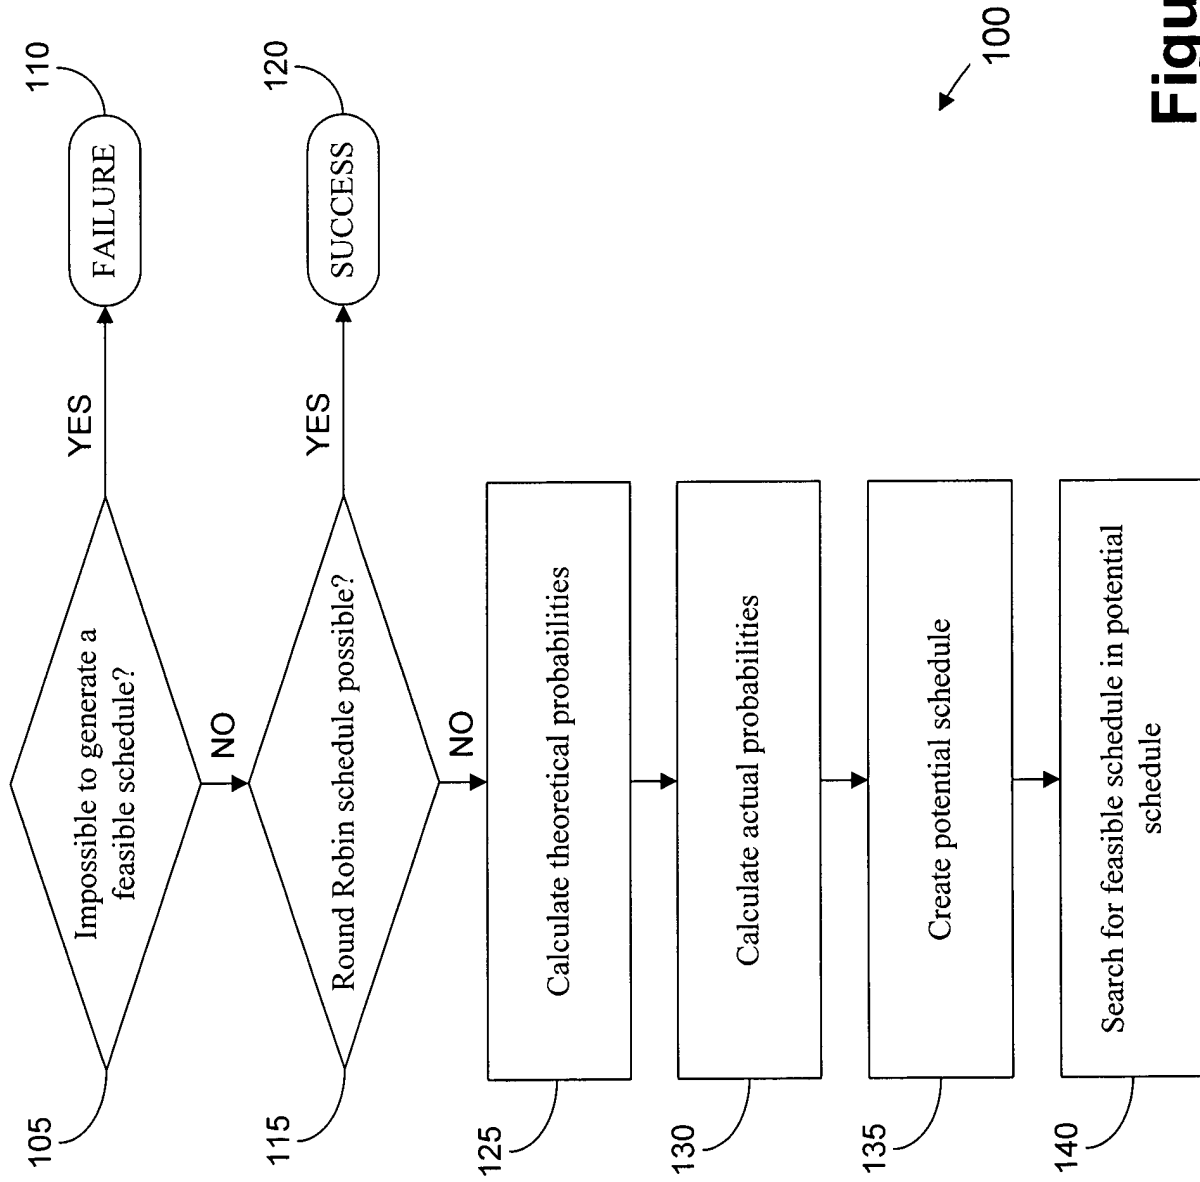 105
Impossible to generate a
feasible schedule?
YES
FAILURE
110
NO
115
Round Robin schedule possible?
YES
SUCCESS
120
NO
125
Calculate theoretical probabilities
130
Calculate actual probabilities
135
Create potential schedule
140
Search for feasible schedule in potential
schedule
100
Figu